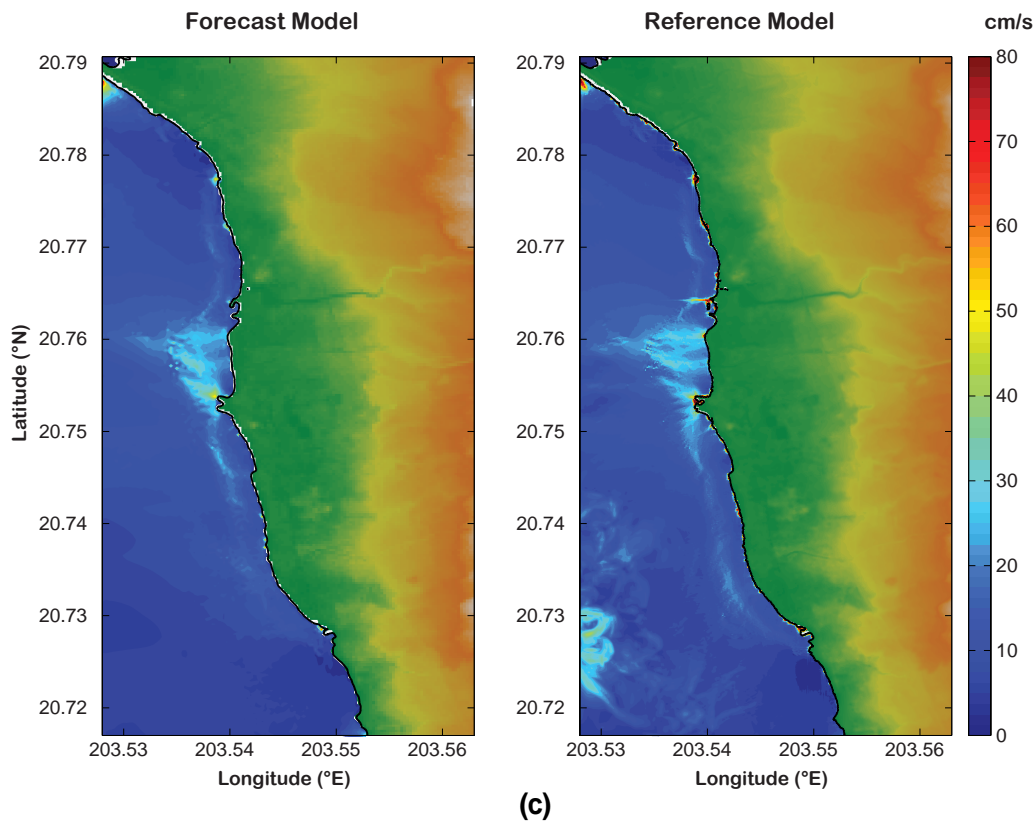 Forecast Model
Reference Model
cm/s
Latitude (°N)
20.79
20.78
20.77
20.76
20.75
20.74
20.73
20.72
203.53 203.54 203.55 203.56
Longitude (°E)
20.79
20.78
20.77
20.76
20.75
20.74
20.73
20.72
203.53 203.54 203.55 203.56
Longitude (°E)
80
70
60
50
40
30
20
10
0
(c)